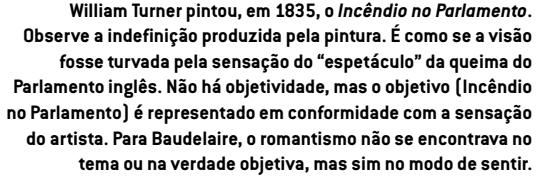 William Turner pintou, em 1835, o Incêndio no Parlamento.
Observe a indefinição produzida pela pintura. É como se a visão
fosse turvada pela sensação do “espetáculo” da queima do
Parlamento inglês. Não há objetividade, mas o objetivo (Incêndio
no Parlamento) é representado em conformidade com a sensação
do artista. Para Baudelaire, o romantismo não se encontrava no
tema ou na verdade objetiva, mas sim no modo de sentir.